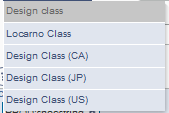 Design class
Locarno Class
Design Class (CA)
Design Class (JP)
Design Class (US)